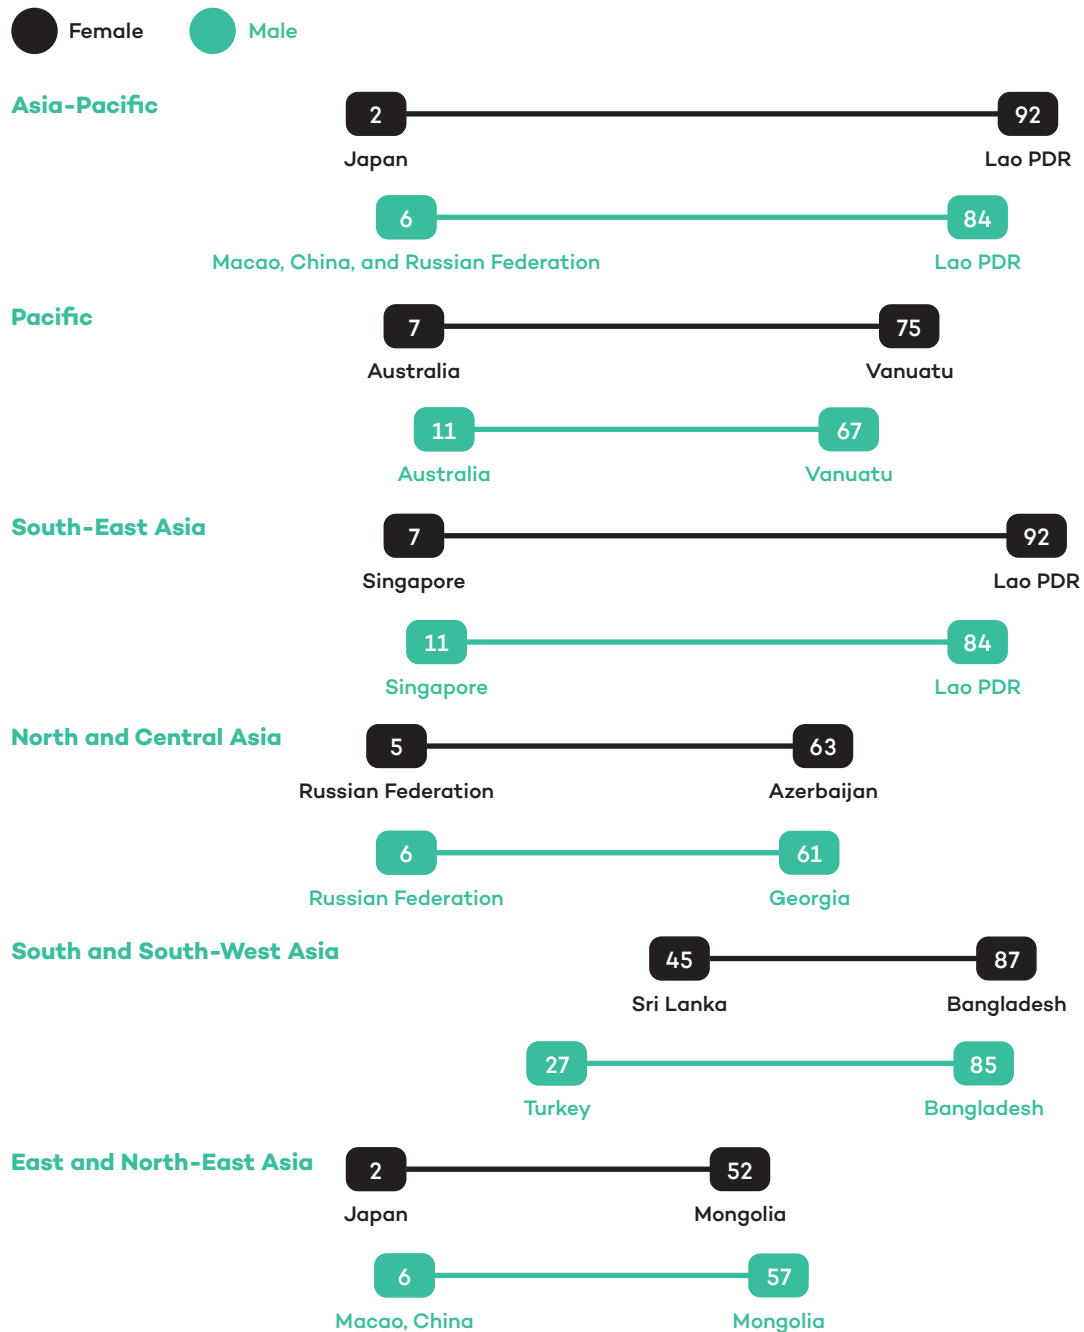 Female Male
Asia-Pacific
2 92
Japan Lao PDR
6 84
Macao, China, and Russian Federation Lao PDR
Pacific
7 75
Australia Vanuatu
11 67
Australia Vanuatu
South-East Asia
7 92
Singapore Lao PDR
11 84
Singapore Lao PDR
North and Central Asia
5 63
Russian Federation Azerbaijan
6 61
Russian Federation Georgia
South and South-West Asia
45 87
Sri Lanka Bangladesh
27 85
Turkey Bangladesh
East and North-East Asia
2 52
Japan Mongolia
6 57
Macao, China Mongolia